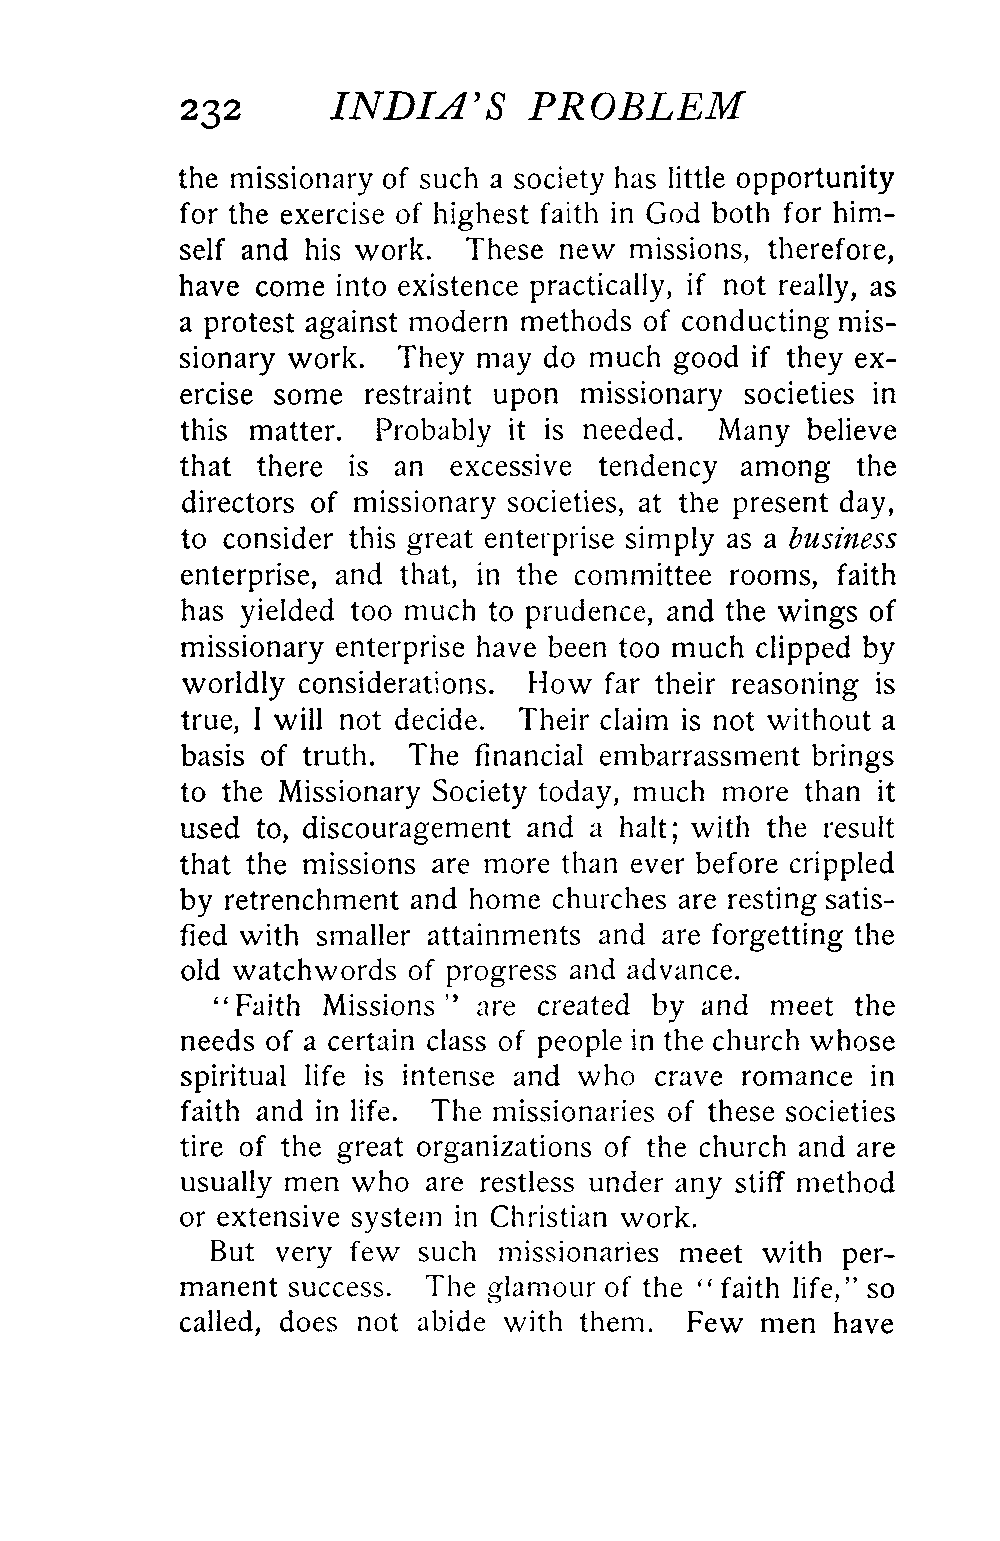 232 INDIA'S PROBLEM
the missionary of such a society has little opportunity
for the exercise of highest faith in God both for him-
self and his work. These new missions, therefore,
have come into existence practically, if not really, as
a protest against modern methods of conducting mis-
sionary work. They may do much good if they ex-
ercise some restraint upon missionary societies in
this matter. Probably it is needed. Many believe
that there is an excessive tendency among the
directors of missionary societies, at the present day,
to consider this great enterprise simply as a business
enterprise, and that, in the committee rooms, faith
has yielded too much to prudence, and the wings of
missionary enterprise have been too much clipped by
worldly considerations. How far their reasoning is
true, I will not decide. Their claim is not without a
basis of truth. The financial embarrassment brings
to the Missionary Society today, much more than it
used to, discouragement and a halt; with the result
that the missions are more than ever before crippled
by retrenchment and home churches are resting satis-
fied with smaller attainments and are forgetting the
old watchwords of progress and advance.
"Faith Missions" are created by and meet the
needs of a certain class of people in the church whose
spiritual life is intense and who crave romance in
faith and in life. The missionaries of these societies
tire of the great organizations of the church and are
usually men who are restless under any stiff method
or extensive system in Christian work.
But very few such missionaries meet with per-
manent success. The glamour of the "faith life," so
called, does not abide with them. Few men have